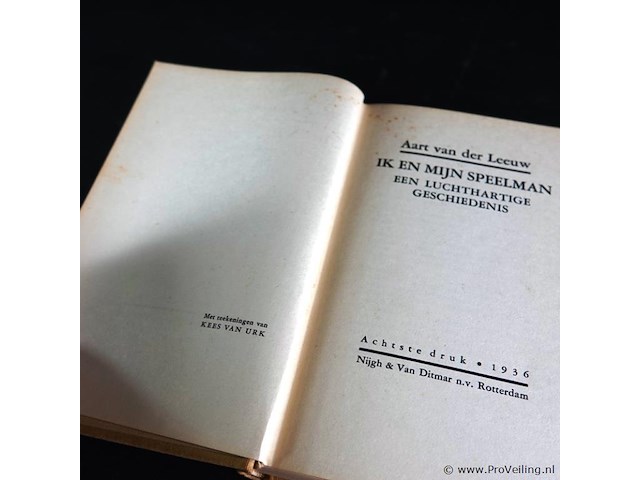 Met teekeningen van
KEES VAN URK
Aart van der Leeuw
IK EN MIJN SPEELMAN
EEN LUCHTHARTIGE
GESCHIEDENIS
Achtste druk • 1936
Nijgh & Van Ditmar n.v. Rotterdam
© www.ProVeiling.nl